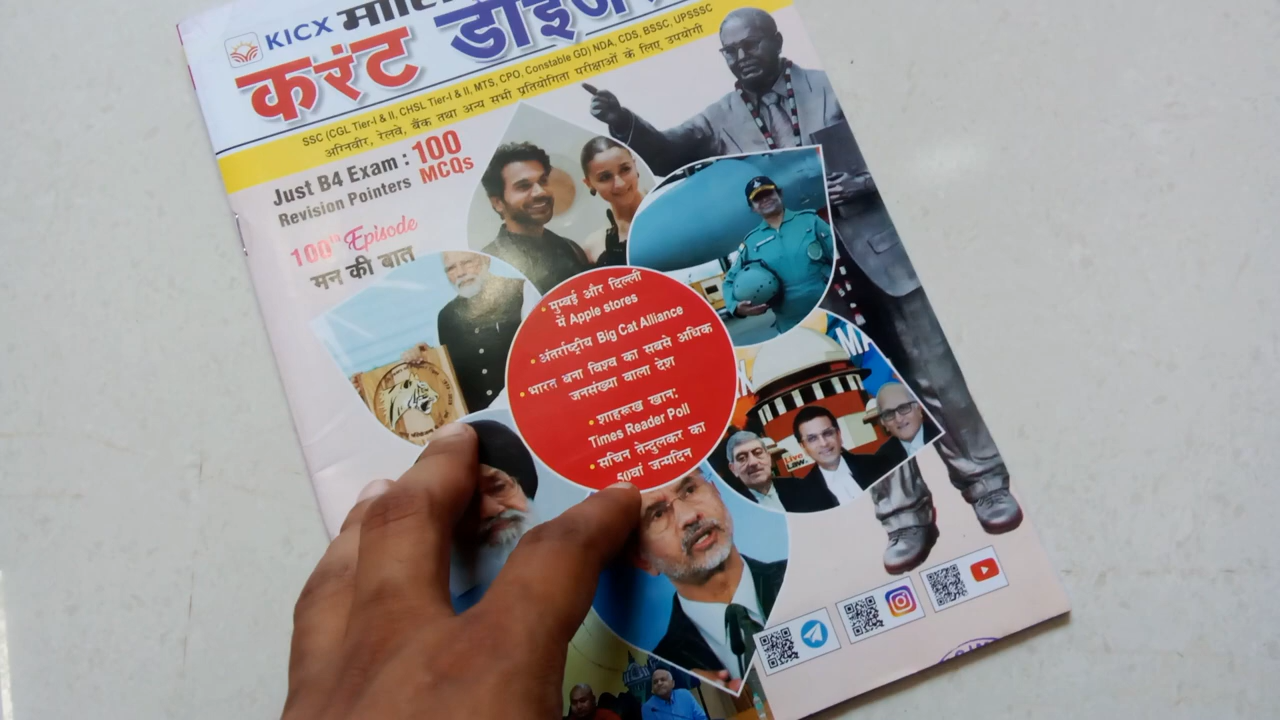 KICX
करंट
SSC (CGL Tier-I & II, CHSL Tier-I & II, MTS, CPO, Constable GD) NDA, CDS, BSSC, UPSSSC
अग्निवीर, रेलवे, बैंक तथा अन्य सभी प्रतियोगिता परीक्षाओं के लिए उपयोगी
Just B4 Exam : 100
Revision Pointers MCQs
100th Episode
मन की बात
• मुम्बई और दिल्ली
में Apple stores
• अंतर्राष्ट्रीय Big Cat Alliance
• भारत बना विश्व का सबसे अधिक
जनसंख्या वाला देश
• शाहरूख खान:
Times Reader Poll
• सचिन तेन्दुलकर का
50वां जन्मदिन
MA
Live
LAW